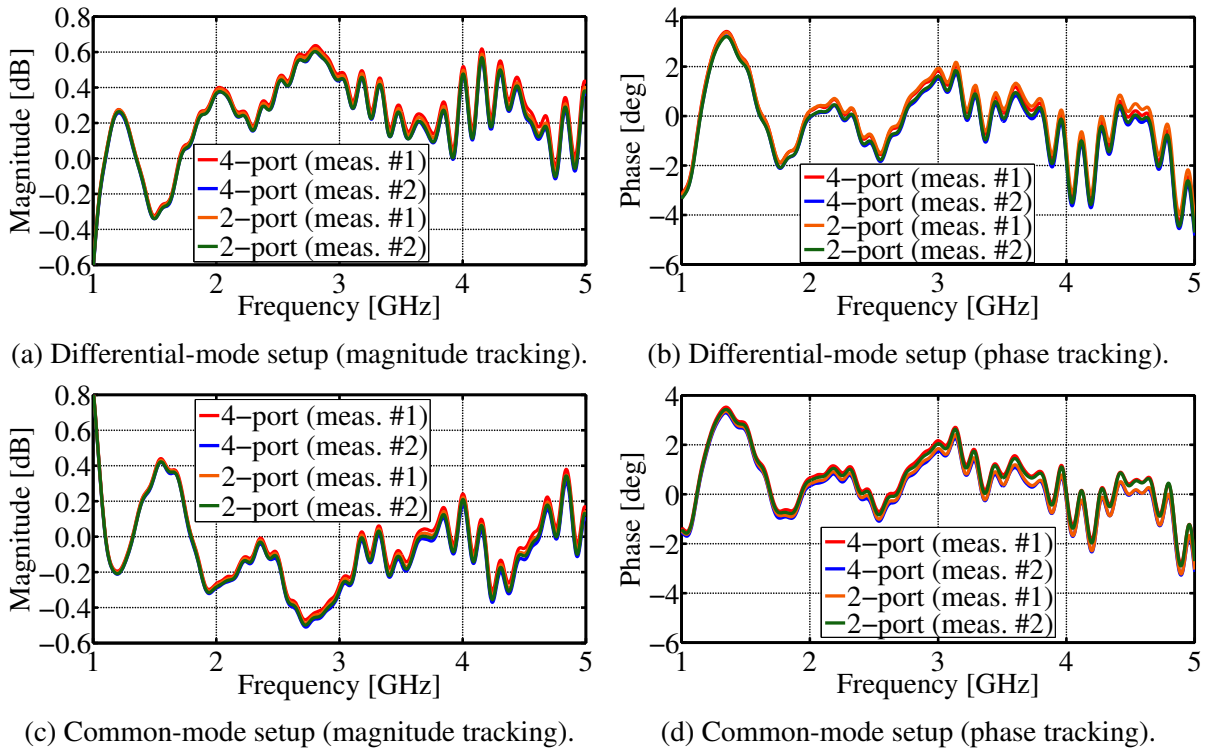 0.8
0.6
0.4
0.2
0.0
−0.2
−0.4
−0.6
Magnitude [dB]
4−port (meas. #1)
4−port (meas. #2)
2−port (meas. #1)
2−port (meas. #2)
1 2 3 4 5
Frequency [GHz]
(a) Differential-mode setup (magnitude tracking).
4
2
0
−2
−4
−6
Phase [deg]
4−port (meas. #1)
4−port (meas. #2)
2−port (meas. #1)
2−port (meas. #2)
1 2 3 4 5
Frequency [GHz]
(b) Differential-mode setup (phase tracking).
0.8
0.6
0.4
0.2
0.0
−0.2
−0.4
−0.6
Magnitude [dB]
4−port (meas. #1)
4−port (meas. #2)
2−port (meas. #1)
2−port (meas. #2)
1 2 3 4 5
Frequency [GHz]
(c) Common-mode setup (magnitude tracking).
4
2
0
−2
−4
−6
Phase [deg]
4−port (meas. #1)
4−port (meas. #2)
2−port (meas. #1)
2−port (meas. #2)
1 2 3 4 5
Frequency [GHz]
(d) Common-mode setup (phase tracking).